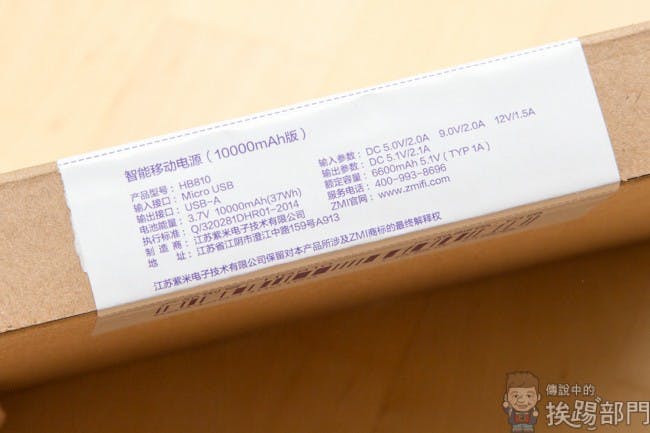 智能移动电源（10000mAh版）
产品型号：HB810
输入接口：Micro USB
输出接口：USB-A
电池能量：3.7V 10000mAh(37Wh)
执行标准：Q/320281DHR01-2014
制造商：江苏紫米电子技术有限公司
地址：江苏省江阴市澄江中路159号A913
输入参数：DC 5.0V/2.0A 9.0V/2.0A 12V/1.5A
输出参数：DC 5.1V/2.1A
额定容量：6600mAh 5.1V ( TYP 1A )
服务电话：400-993-8696
ZMI官网：www.zmifi.com
江苏紫米电子技术有限公司保留对本产品所涉及ZMI商标的最终解释权
傳說中的
挨踢部門